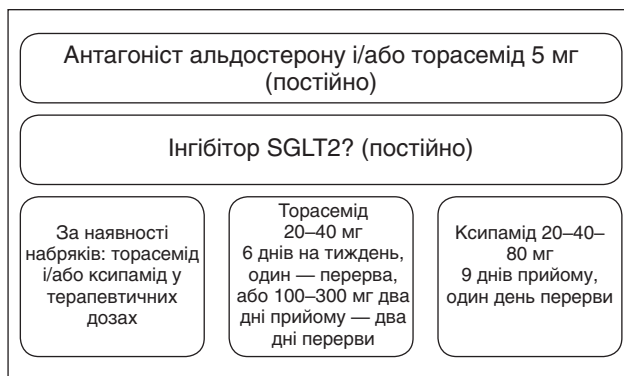 Антагоніст альдостерону і/або торасемід 5 мг
(постійно)
Інгібітор SGLT2? (постійно)
За наявності
набряків: торасемід
і/або ксипамід у
терапевтичних
дозах
Торасемід
20–40 мг
6 днів на тиждень,
один — перерва,
або 100–300 мг два
дні прийому — два
дні перерви
Ксипамід 20–40–
80 мг
9 днів прийому,
один день перерви